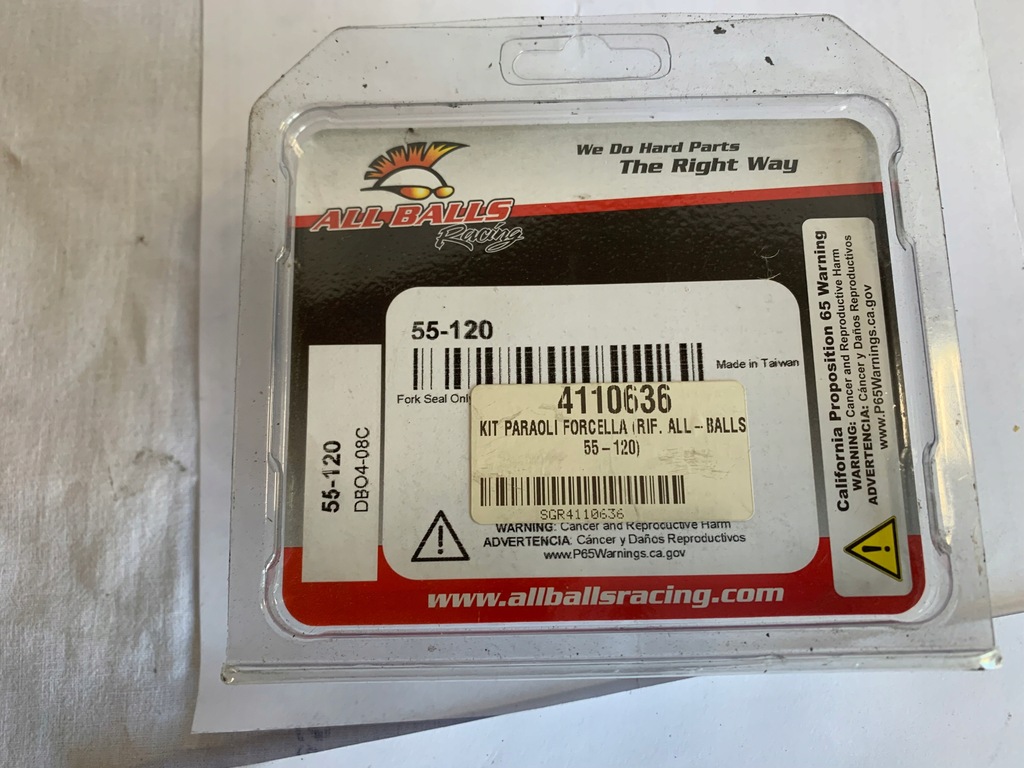 We Do Hard Parts
The Right Way
ALL BALLS
Racing
55-120
Made in Taiwan
Fork Seal Only
4110636
KIT PARAOLI FORCELLA (RIF. ALL-BALLS
55-120)
SGR4110636
WARNING: Cancer and Reproductive Harm
ADVERTENCIA: Cáncer y Daños Reproductivos
www.P65Warnings.ca.gov
55-120
DBO4-08C
California Proposition 65 Warning
WARNING: Cancer and Reproductive Harm
ADVERTENCIA: Cáncer y Daños Reproductivos
www.P65Warnings.ca.gov
www.allballsracing.com